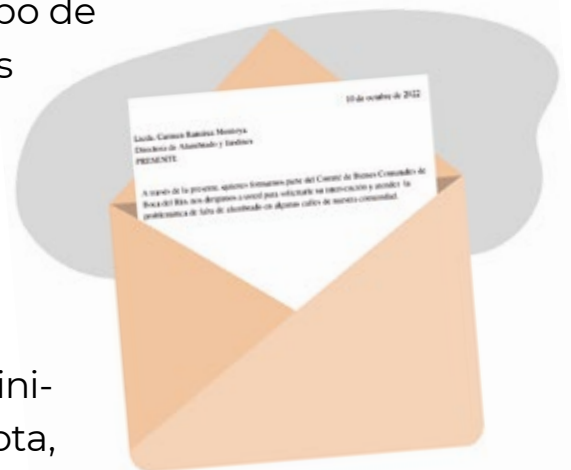 po de
s
10 de octubre de 2022
Licda. Carmen Ramírez Montoya
Directora de Alumbrado y Jardines
PRESENTE
A través de la presente, quienes formamos parte del Comité de Bienes Comunales de
Boca del Río, nos dirigimos a usted para solicitarle su intervención y atender la
problemática de falta de alumbrado en algunas calles de nuestra comunidad.
ini-
ota,